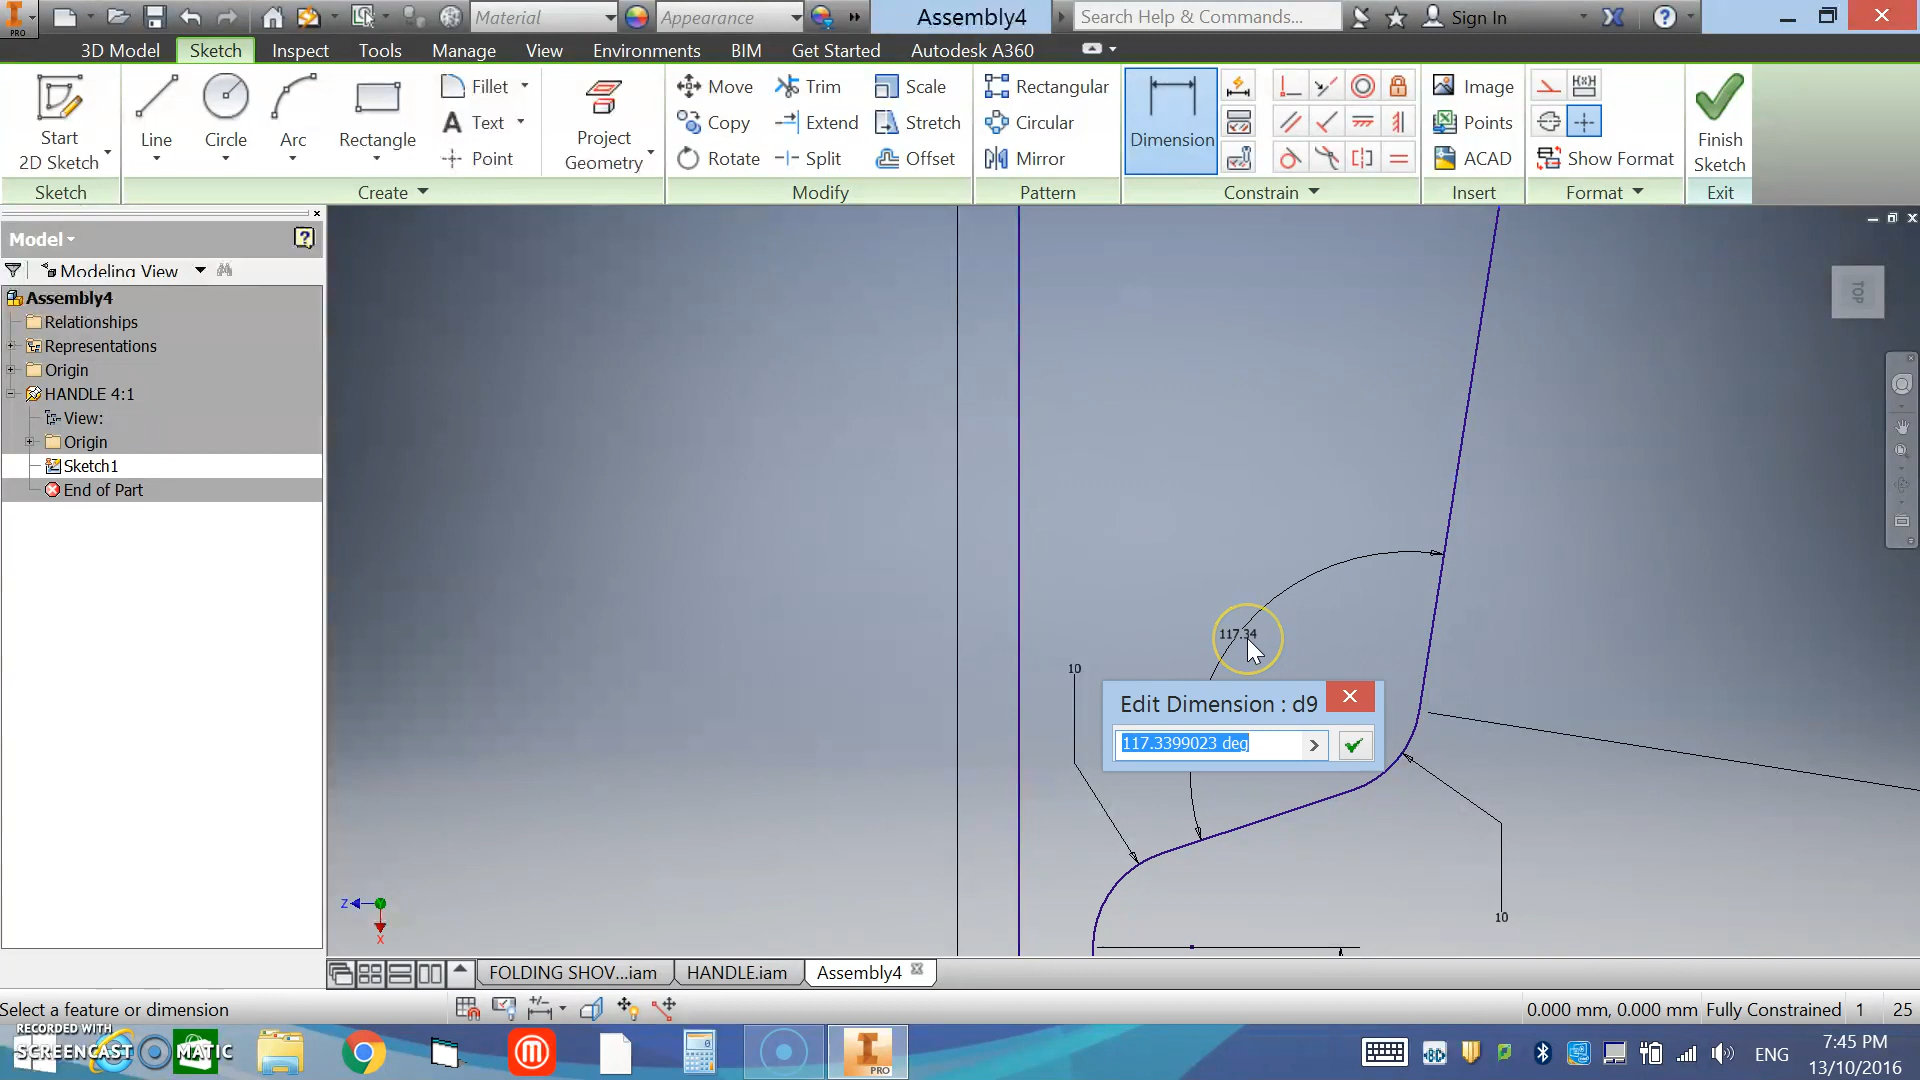 PRO
Material
Appearance
Assembly4
Search Help & Commands...
Sign In
3D Model
Sketch
Inspect
Tools
Manage
View
Environments
BIM
Get Started
Autodesk A360
Start
2D Sketch
Line
Circle
Arc
Rectangle
Fillet
Text
Point
Project
Geometry
Move
Copy
Rotate
Trim
Extend
Split
Scale
Stretch
Offset
Rectangular
Circular
Mirror
Dimension
Image
Points
ACAD
Show Format
Finish
Sketch
Sketch
Create
Modify
Pattern
Constrain
Insert
Format
Exit
Model
Modeling View
Assembly4
Relationships
Representations
Origin
HANDLE 4:1
View:
Origin
Sketch1
End of Part
TOP
117.34
10
Edit Dimension : d9
117.3399023 deg
10
Z
X
FOLDING SHOV...iam
HANDLE.iam
Assembly4
Select a feature or dimension
0.000 mm, 0.000 mm
Fully Constrained
1
25
RECORDED WITH
SCREENCAST MATIC
PRO
ENG
7:45 PM
13/10/2016